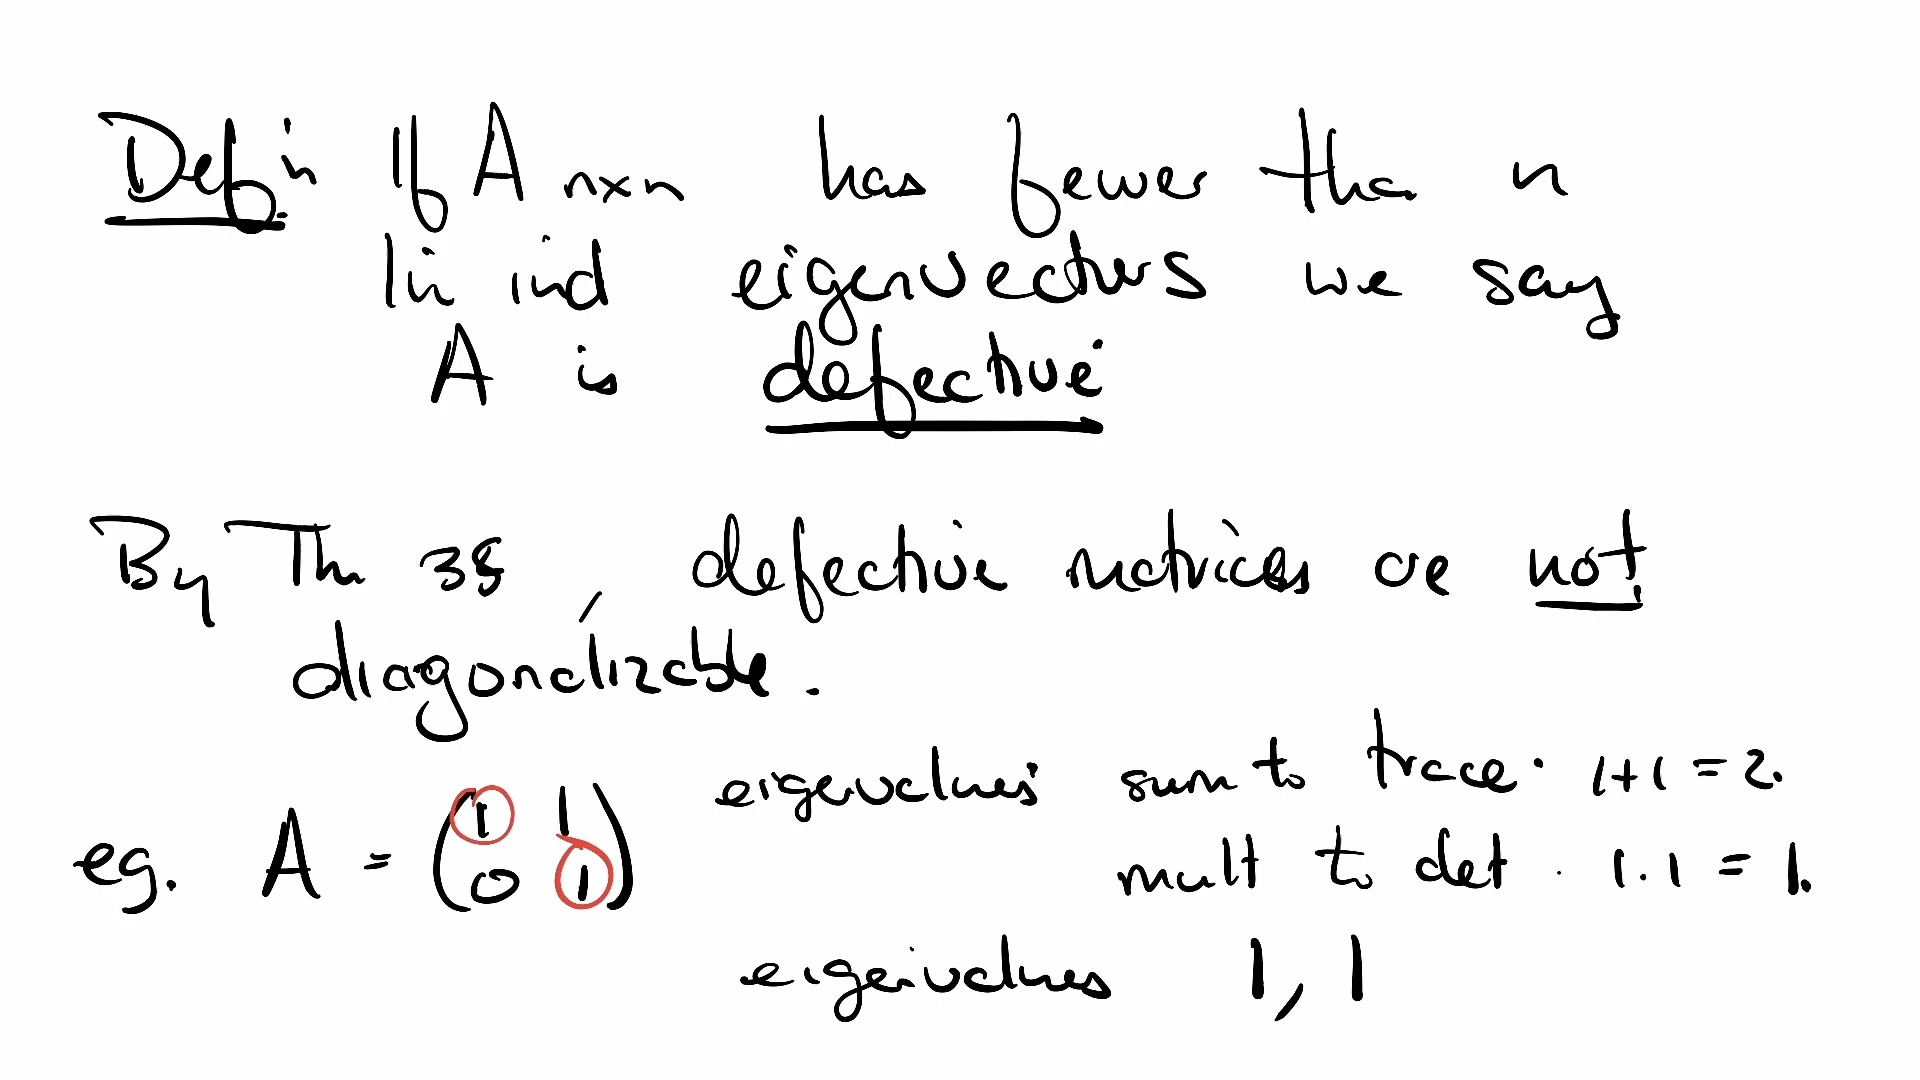 Def'n If A n×n has fewer than n
lin ind eigenvectors we say
A is defective
By Thm 38, defective matrices are not
diagonalizable.
eigenvalues sum to trace. 1+1=2.
eg. A = (1 1
0 1)
mult to det. 1.1 = 1.
eigenvalues 1, 1